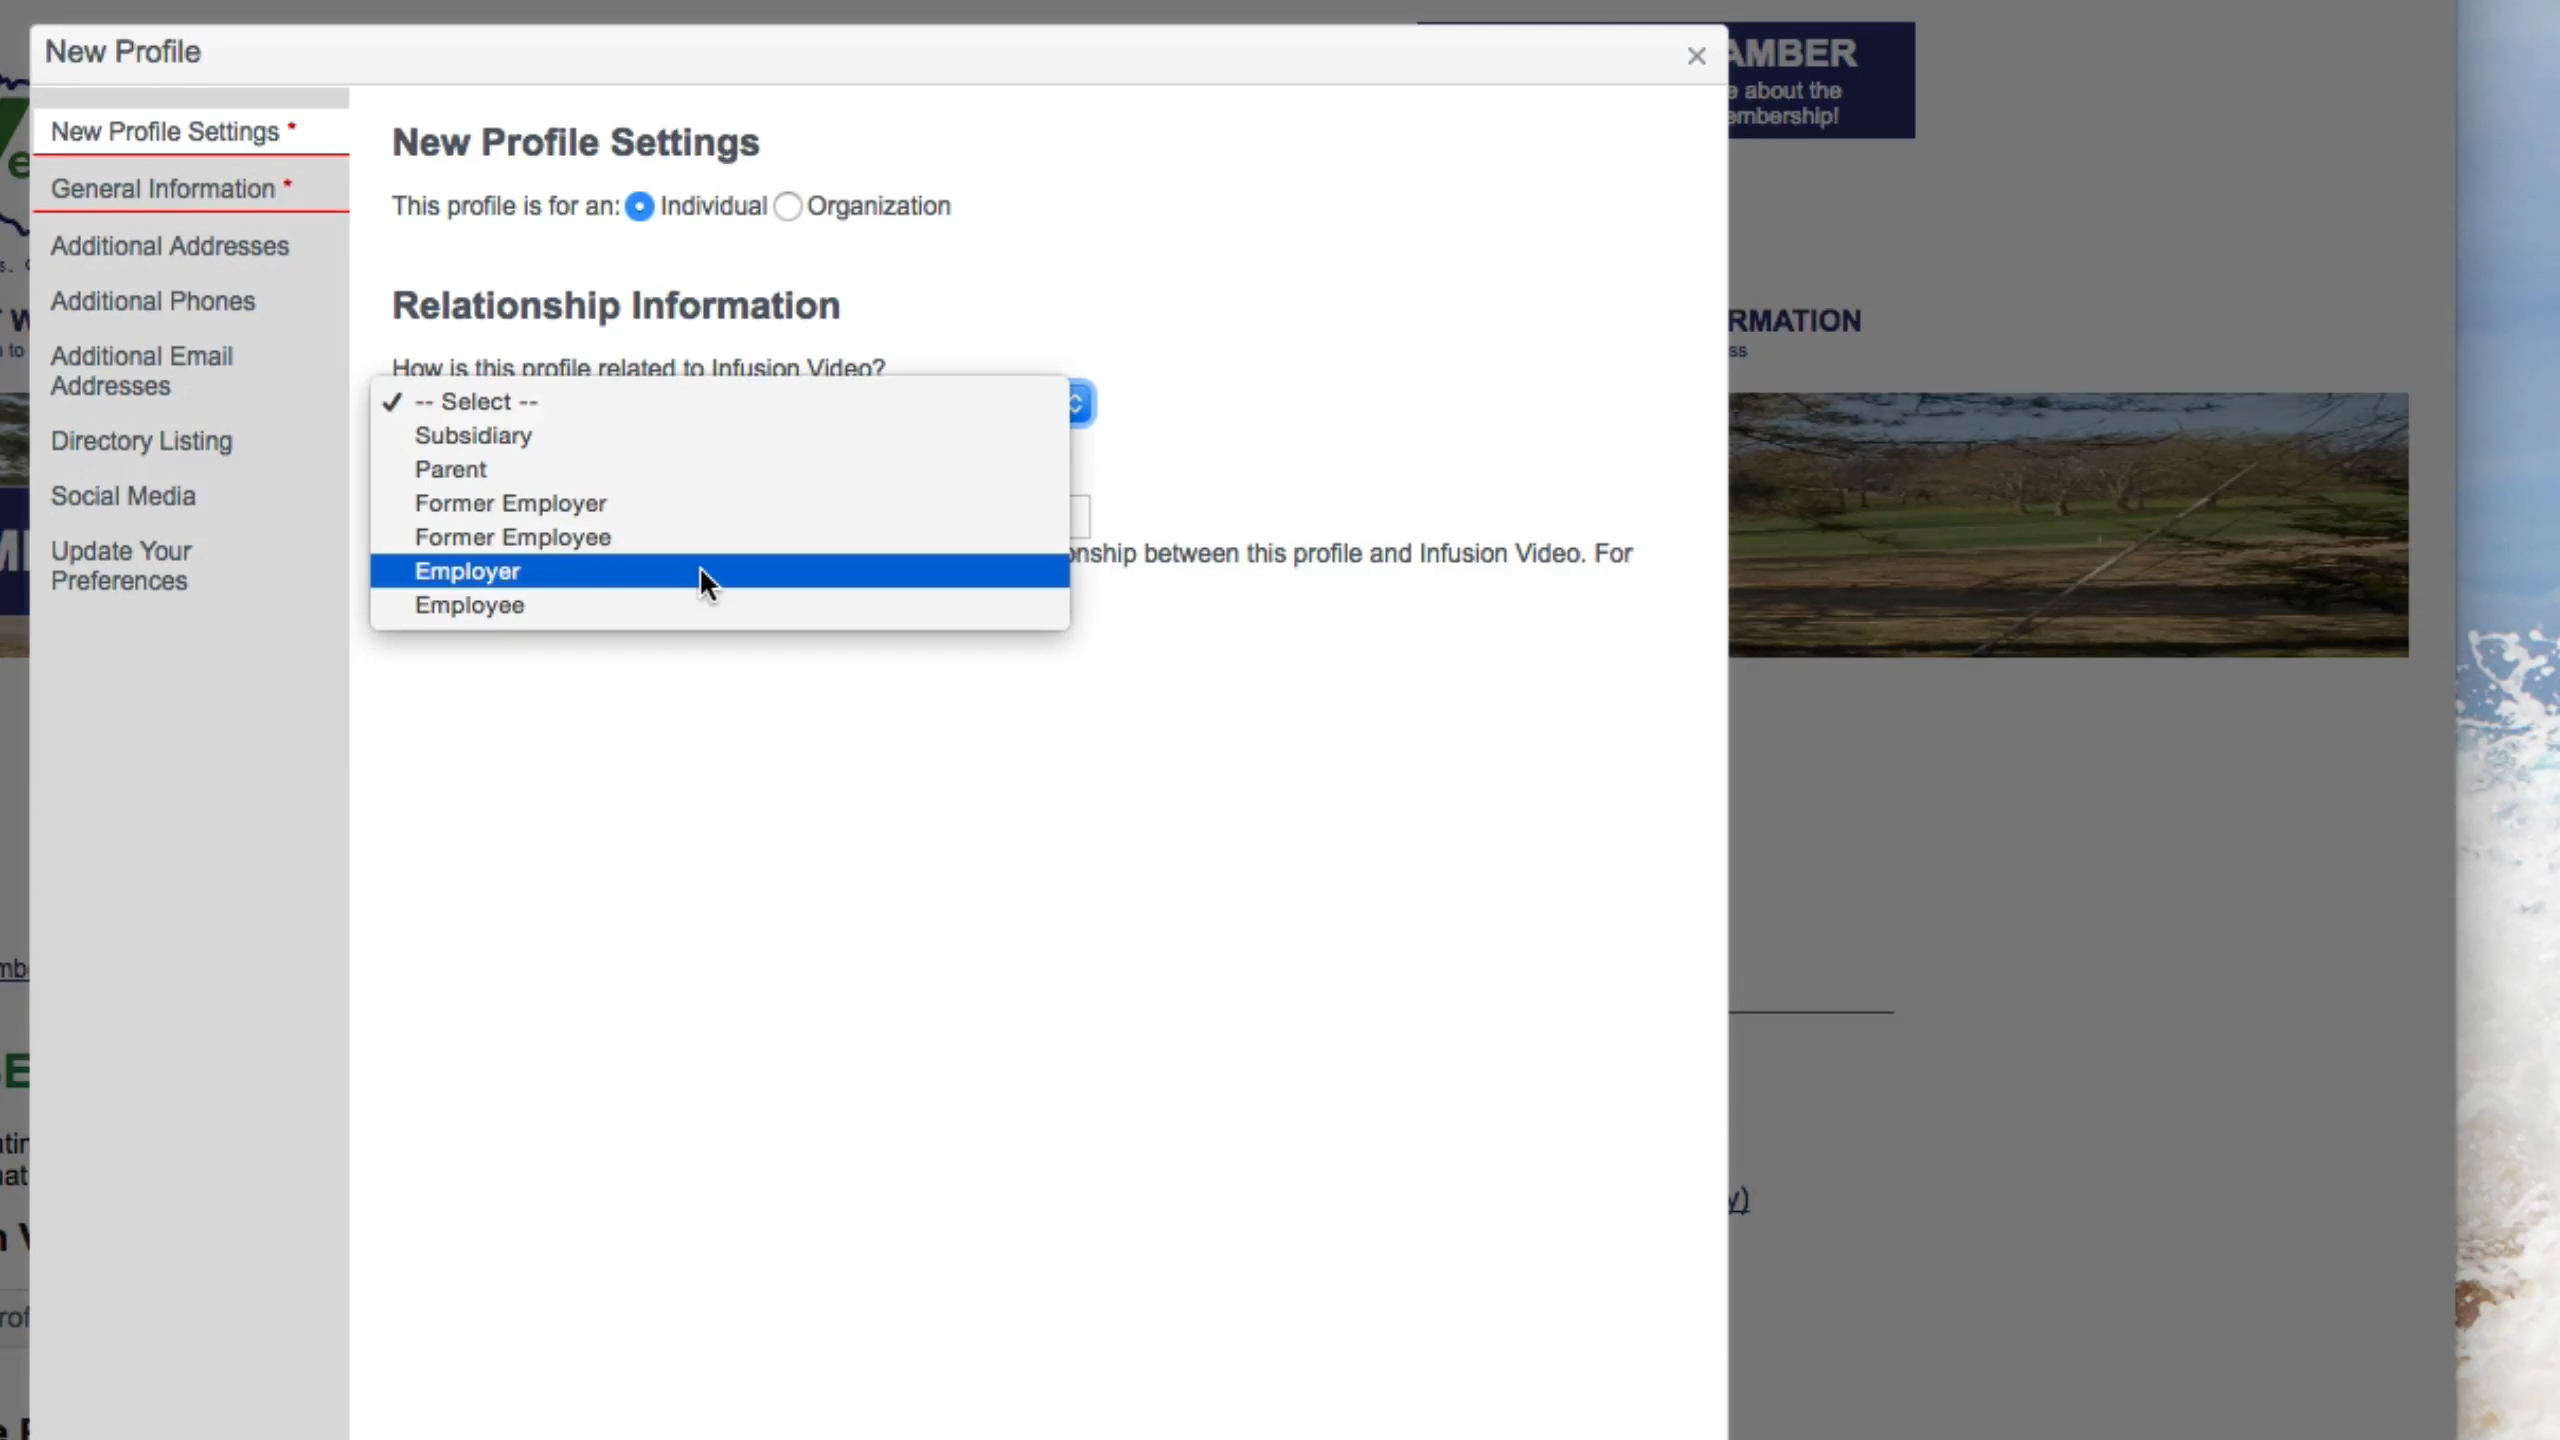 New Profile
×
AMBER
about the
embership!
New Profile Settings *
General Information *
Additional Addresses
Additional Phones
Additional Email
Addresses
Directory Listing
Social Media
Update Your
Preferences
New Profile Settings
This profile is for an: Individual Organization
Relationship Information
How is this profile related to Infusion Video?
-- Select --
Subsidiary
Parent
Former Employer
Former Employee
Employer
Employee
onship between this profile and Infusion Video. For
RMATION
ss
y)